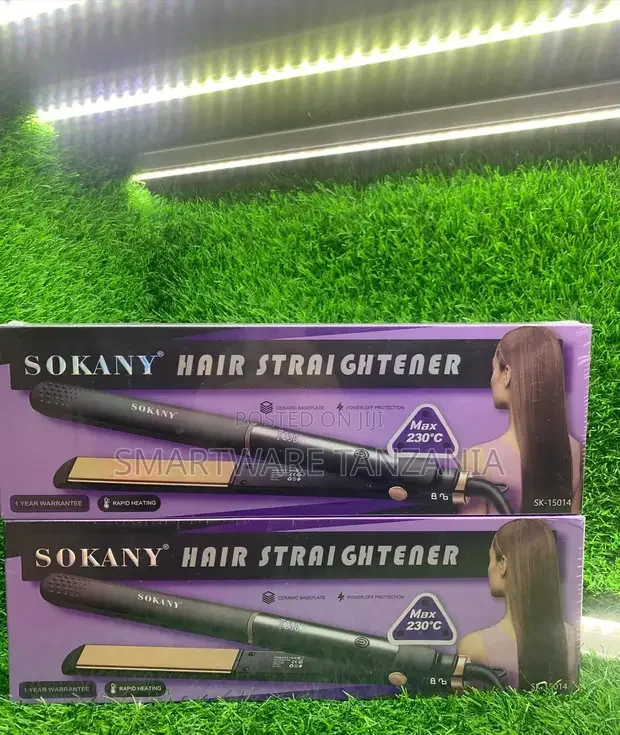 SOKANY® HAIR STRAIGHTENER
SOKANY
CERAMIC BASEPLATE
POWER-OFF PROTECTION
POSTED ON JIJI
Max
230°C
SMARTWARE TANZANIA
1 YEAR WARRANTEE
RAPID HEATING
SK-15014
SOKANY® HAIR STRAIGHTENER
SOKANY
CERAMIC BASEPLATE
POWER-OFF PROTECTION
Max
230°C
1 YEAR WARRANTEE
RAPID HEATING
SK-15014